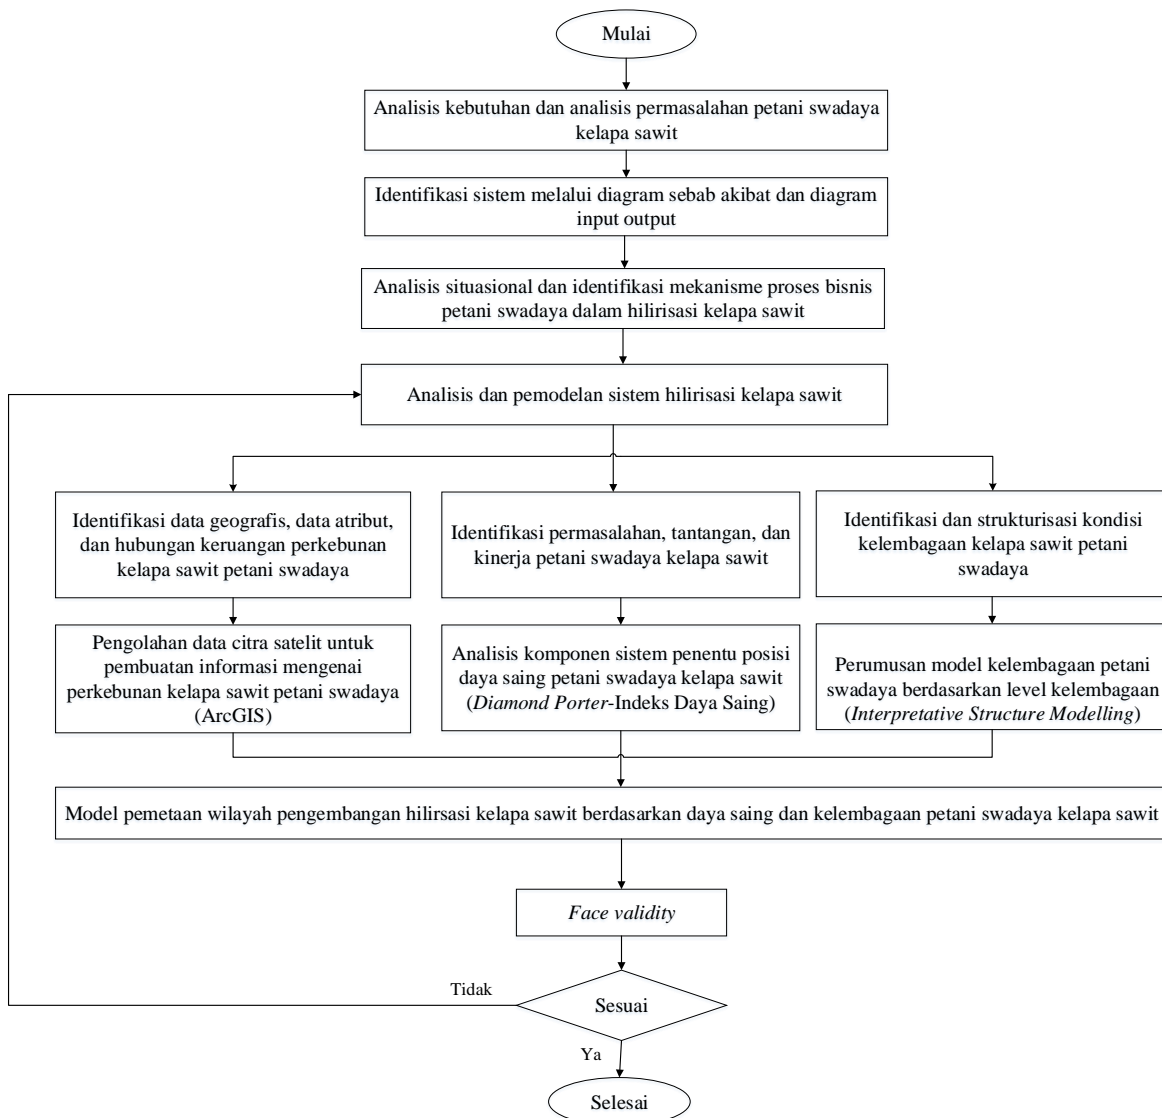 Mulai
Analisis kebutuhan dan analisis permasalahan petani swadaya
kelapa sawit
Identifikasi sistem melalui diagram sebab akibat dan diagram
input output
Analisis situasional dan identifikasi mekanisme proses bisnis
petani swadaya dalam hilirisasi kelapa sawit
Analisis dan pemodelan sistem hilirisasi kelapa sawit
Identifikasi data geografis, data atribut,
dan hubungan keruangan perkebunan
kelapa sawit petani swadaya
Identifikasi permasalahan, tantangan, dan
kinerja petani swadaya kelapa sawit
Identifikasi dan strukturisasi kondisi
kelembagaan kelapa sawit petani
swadaya
Pengolahan data citra satelit untuk
pembuatan informasi mengenai
perkebunan kelapa sawit petani swadaya
(ArcGIS)
Analisis komponen sistem penentu posisi
daya saing petani swadaya kelapa sawit
(Diamond Porter-Indeks Daya Saing)
Perumusan model kelembagaan petani
swadaya berdasarkan level kelembagaan
(Interpretative Structure Modelling)
Model pemetaan wilayah pengembangan hilirsasi kelapa sawit berdasarkan daya saing dan kelembagaan petani swadaya kelapa sawit
Face validity
Tidak
Sesuai
Ya
Selesai